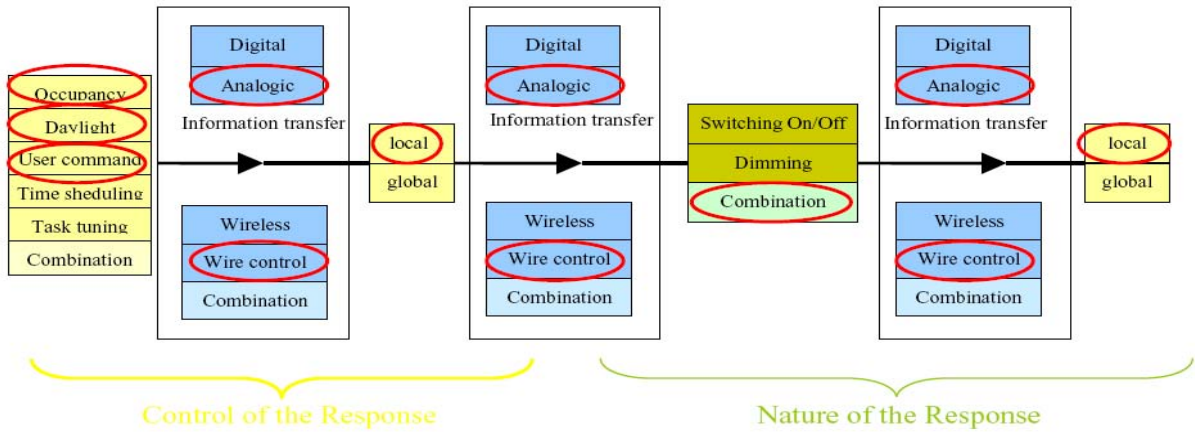 Occupancy
Daylight
User command
Time sheduling
Task tuning
Combination
Digital
Analogic
Information transfer
Wireless
Wire control
Combination
local
global
Digital
Analogic
Information transfer
Wireless
Wire control
Combination
Switching On/Off
Dimming
Combination
Digital
Analogic
Information transfer
Wireless
Wire control
Combination
local
global
Control of the Response
Nature of the Response